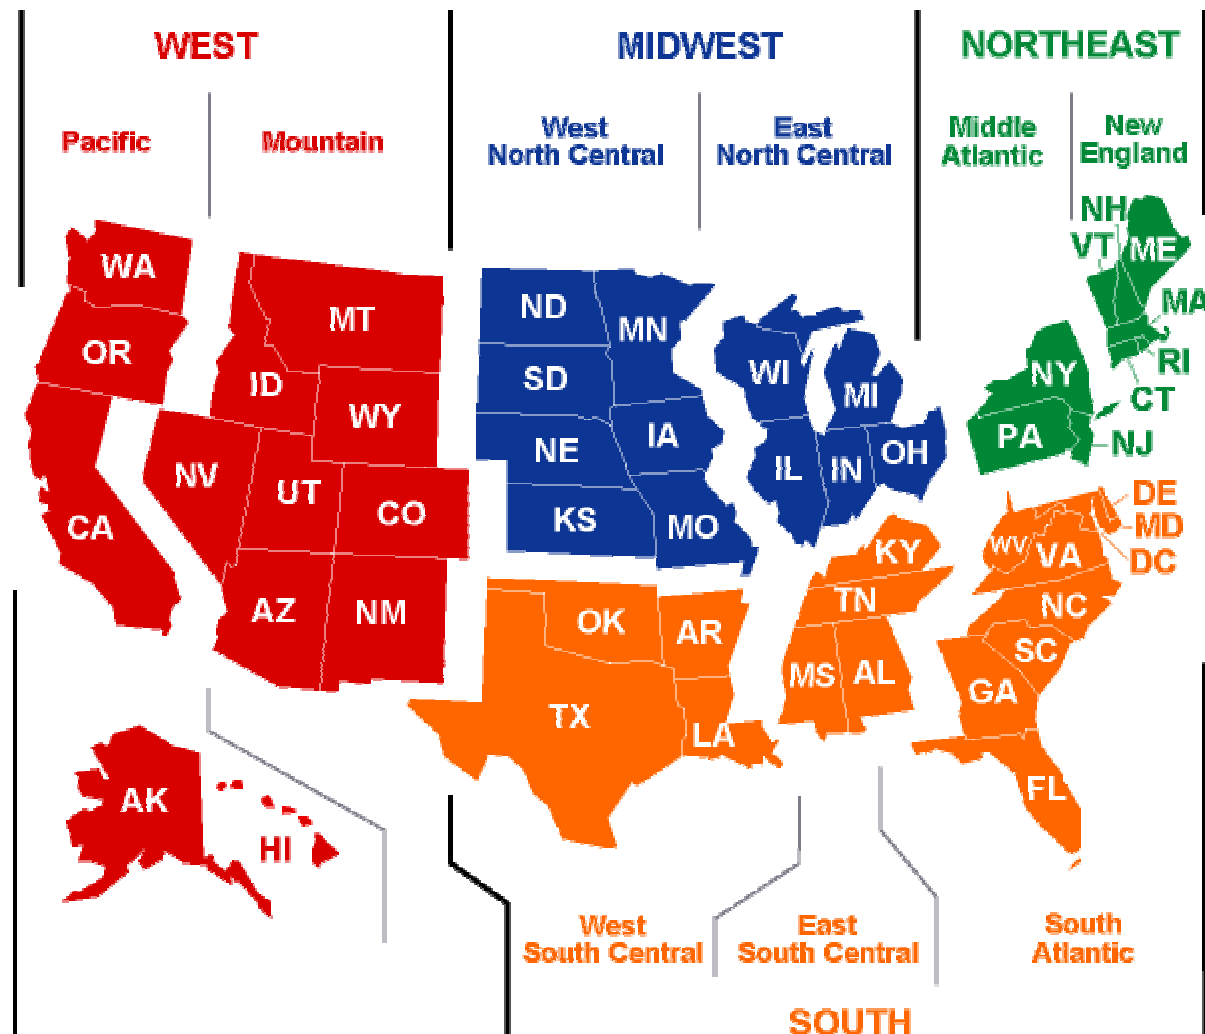 WEST
MIDWEST
NORTHEAST
Pacific
Mountain
West
North Central
East
North Central
Middle
Atlantic
New
England
WA
OR
CA
MT
ID
WY
NV
UT
CO
AZ
NM
AK
HI
ND
MN
SD
NE
IA
KS
MO
WI
MI
IL
IN
OH
NH
VT
ME
MA
RI
CT
NY
PA
NJ
DE
MD
DC
WV
VA
KY
TN
NC
SC
OK
AR
MS
AL
GA
TX
LA
FL
West
South Central
East
South Central
South
Atlantic
SOUTH